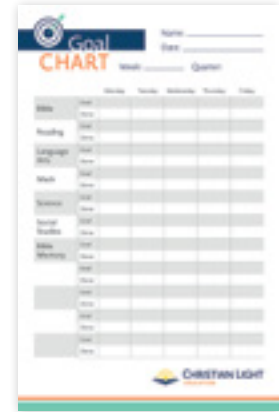 Goal
CHART
Name
Date
Week
Quarter
Monday Tuesday Wednesday Thursday Friday
Bible
Goal
Done
Reading
Goal
Done
Language
Arts
Goal
Done
Math
Goal
Done
Science
Goal
Done
Social
Studies
Goal
Done
Bible
Memory
Goal
Done
Goal
Done
Goal
Done
Goal
Done
CHRISTIAN LIGHT